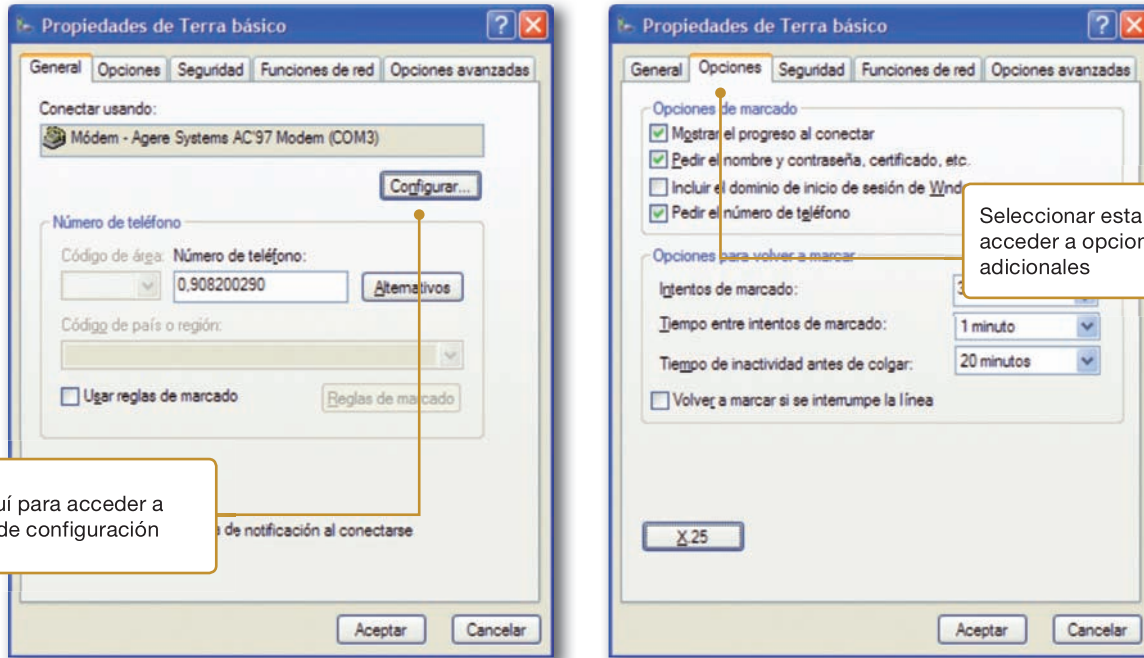 Propiedades de Terra básico
General Opciones Seguridad Funciones de red Opciones avanzadas
Conectar usando:
Módem - Agere Systems AC'97 Modem (COM3)
Configurar...
Número de teléfono
Código de área: Número de teléfono:
0,908200290 Alternativos
Código de país o región:
Usar reglas de marcado Reglas de marcado
para acceder a
de configuración
de notificación al conectarse
Aceptar Cancelar
Propiedades de Terra básico
General Opciones Seguridad Funciones de red Opciones avanzadas
Opciones de marcado
Mostrar el progreso al conectar
Pedir el nombre y contraseña, certificado, etc.
Incluir el dominio de inicio de sesión de
Pedir el número de teléfono
Seleccionar esta
acceder a
adicionales
Opciones para volver a marcar
Intentos de marcado:
Tiempo entre intentos de marcado: 1 minuto
Tiempo de inactividad antes de colgar: 20 minutos
Volver a marcar si se interrumpe la línea
X.25
Aceptar Cancelar